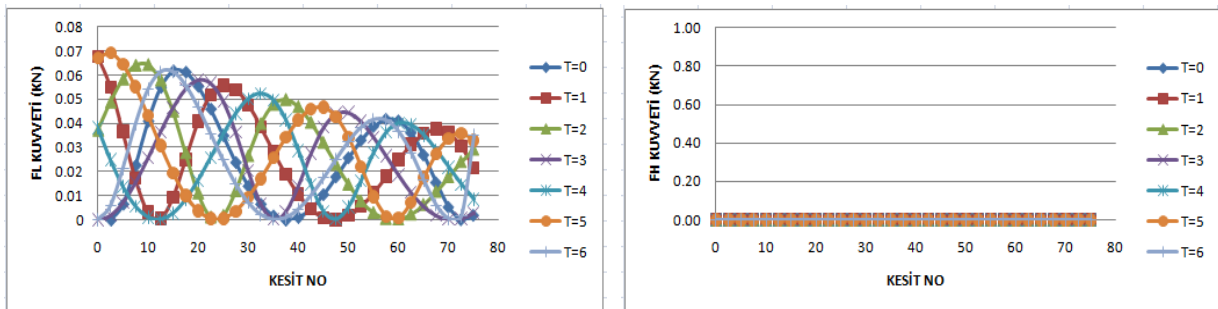 FL KUVVETİ (KN)
0.08
0.07
0.06
0.05
0.04
0.03
0.02
0.01
0
0 10 20 30 40 50 60 70 80
KESİT NO
T=0
T=1
T=2
T=3
T=4
T=5
T=6
FH KUVVETİ (KN)
1.00
0.80
0.60
0.40
0.20
0.00
0 10 20 30 40 50 60 70 80
KESİT NO
T=0
T=1
T=2
T=3
T=4
T=5
T=6